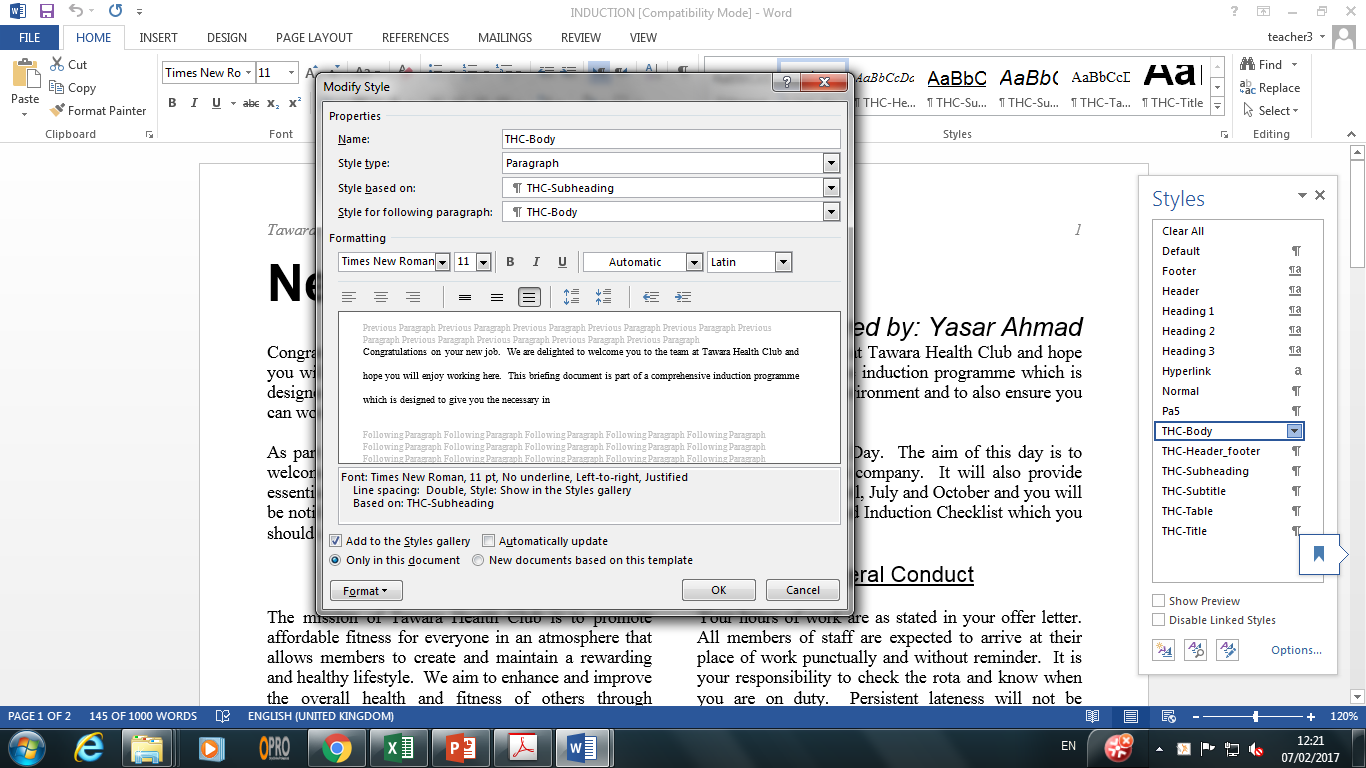 INDUCTION [Compatibility Mode] - Word
FILE HOME INSERT DESIGN PAGE LAYOUT REFERENCES MAILINGS REVIEW VIEW teacher3
Paste
Cut
Copy
Format Painter
Clipboard
Times New Ro 11
B I U abc x₂ x²
Font
AaBbCcDa AaBbC AaBbC AaBbCcD Aa
¶ THC-He... ¶ THC-Su... ¶ THC-Su... ¶ THC-Ta... ¶ THC-Title
Styles
Find
Replace
Select
Editing
Modify Style
Properties
Name: THC-Body
Style type: Paragraph
Style based on: ¶ THC-Subheading
Style for following paragraph: ¶ THC-Body
Formatting
Times New Roman 11 B I U Automatic Latin
Previous Paragraph Previous Paragraph Previous Paragraph Previous Paragraph Previous Paragraph Previous
Paragraph Previous Paragraph Previous Paragraph Previous Paragraph Previous Paragraph
Congratulations on your new job. We are delighted to welcome you to the team at Tawara Health Club and
hope you will enjoy working here. This briefing document is part of a comprehensive induction programme
which is designed to give you the necessary in
Following Paragraph Following Paragraph Following Paragraph Following Paragraph Following Paragraph
Following Paragraph Following Paragraph Following Paragraph Following Paragraph Following Paragraph
Following Paragraph Following Paragraph Following Paragraph Following Paragraph Following Paragraph
Font: Times New Roman, 11 pt, No underline, Left-to-right, Justified
Line spacing: Double, Style: Show in the Styles gallery
Based on: THC-Subheading
Add to the Styles gallery Automatically update
Only in this document New documents based on this template
Format OK Cancel
Tawara 1
Ne
ed by: Yasar Ahmad
Congra at Tawara Health Club and hope
you wi induction programme which is
designe ironment and to also ensure you
can wo
As par Day. The aim of this day is to
welcom company. It will also provide
essenti l, July and October and you will
be noti d Induction Checklist which you
should
eral Conduct
The mission of Tawara Health Club is to promote
affordable fitness for everyone in an atmosphere that
allows members to create and maintain a rewarding
and healthy lifestyle. We aim to enhance and improve
the overall health and fitness of others through
Your hours of work are as stated in your offer letter.
All members of staff are expected to arrive at their
place of work punctually and without reminder. It is
your responsibility to check the rota and know when
you are on duty. Persistent lateness will not be
Styles
Clear All
Default ¶
Footer ¶a
Header ¶a
Heading 1 ¶a
Heading 2 ¶a
Heading 3 ¶a
Hyperlink a
Normal ¶
Pa5 ¶
THC-Body
THC-Header_footer ¶
THC-Subheading ¶
THC-Subtitle ¶
THC-Table ¶
THC-Title ¶
Show Preview
Disable Linked Styles
Options...
PAGE 1 OF 2 145 OF 1000 WORDS ENGLISH (UNITED KINGDOM) 120%
OPRO
EN
12:21
07/02/2017